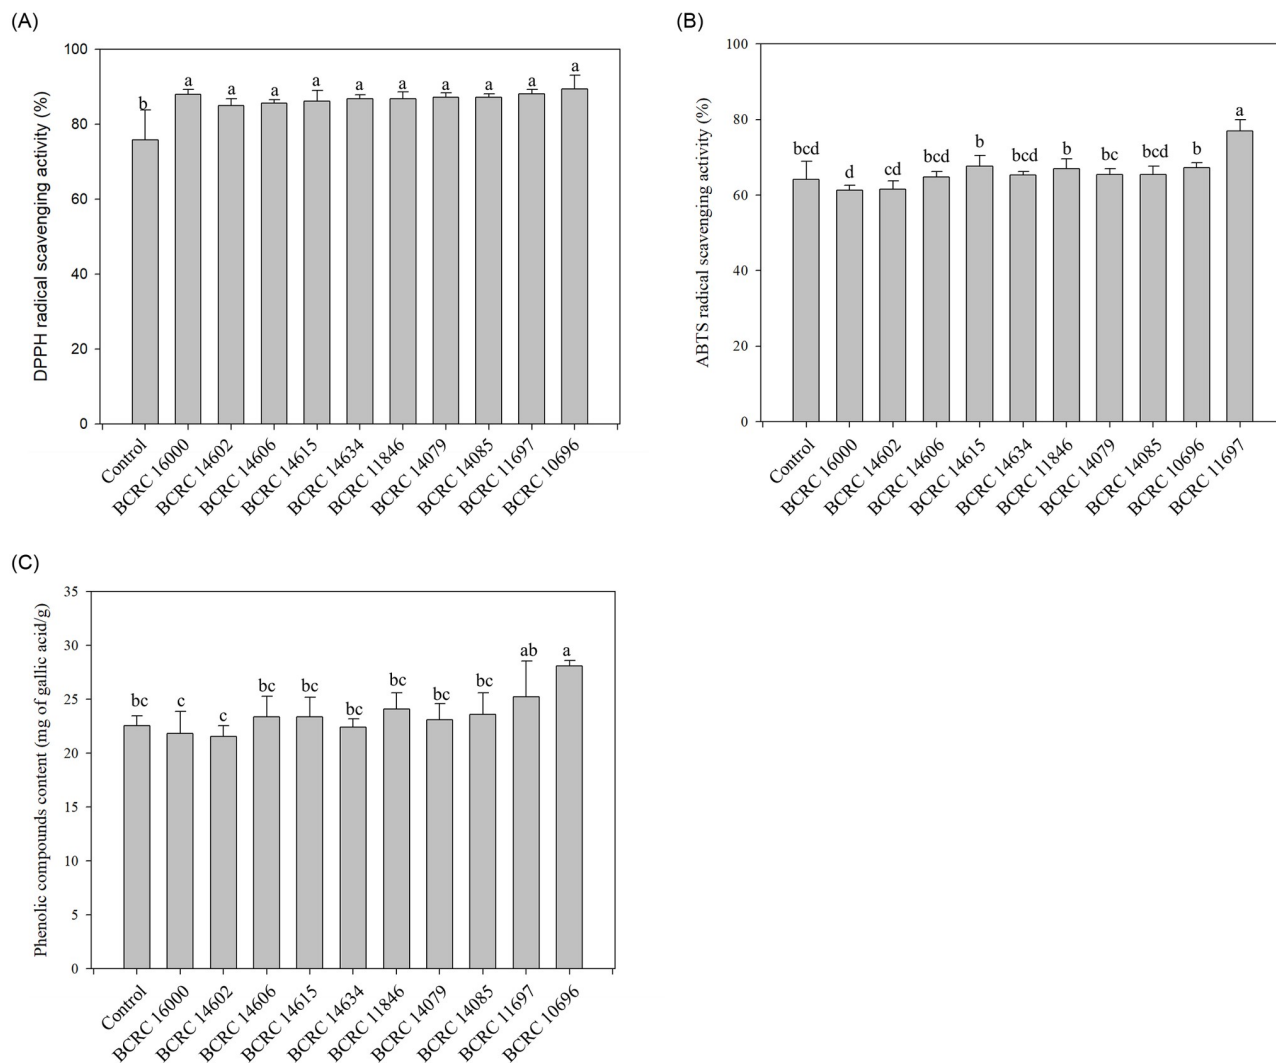 (A)
DPPH radical scavenging activity (%)
100
80
60
40
20
0
b
a
a
a
a
a
a
a
a
a
a
Control
BCRC 16000
BCRC 14602
BCRC 14606
BCRC 14615
BCRC 14634
BCRC 11846
BCRC 14079
BCRC 14085
BCRC 11697
BCRC 10696
(B)
ABTS radical scavenging activity (%)
100
80
60
40
20
0
bcd
d
cd
bcd
b
bcd
b
bc
bcd
b
a
Control
BCRC 16000
BCRC 14602
BCRC 14606
BCRC 14615
BCRC 14634
BCRC 11846
BCRC 14079
BCRC 14085
BCRC 10696
BCRC 11697
(C)
Phenolic compounds content (mg of gallic acid/g)
35
30
25
20
15
10
5
0
bc
c
c
bc
bc
bc
bc
bc
bc
ab
a
Control
BCRC 16000
BCRC 14602
BCRC 14606
BCRC 14615
BCRC 14634
BCRC 11846
BCRC 14079
BCRC 14085
BCRC 11697
BCRC 10696